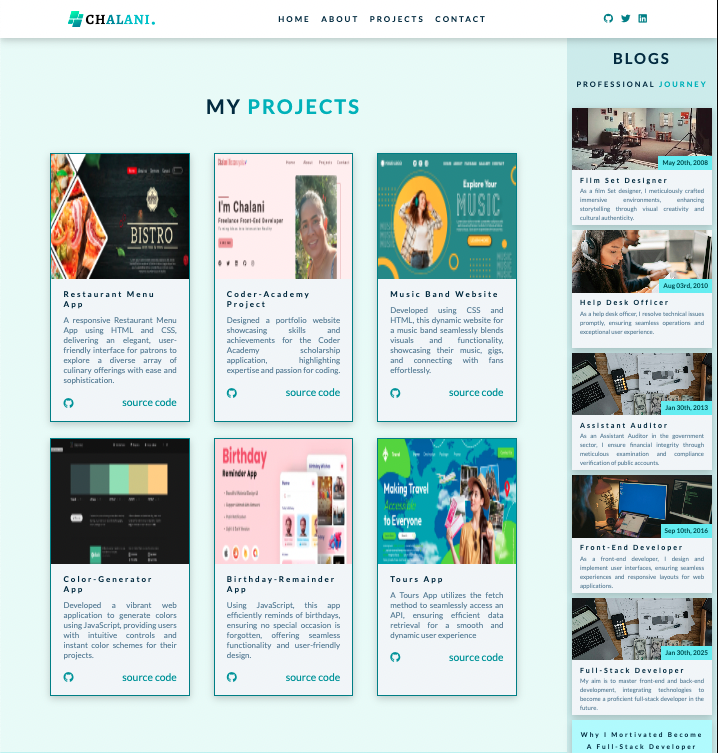 CHALANI.
HOME ABOUT PROJECTS CONTACT
MY PROJECTS
BISTRO
Restaurant Menu
App
A responsive Restaurant Menu
App using HTML and CSS,
delivering an elegant, user-
friendly interface for patrons to
explore a diverse array of
culinary offerings with ease and
sophistication.
source code
Home About Projects Contact
I'm Chalani
Freelance Front-End Developer
Coder-Academy
Project
Designed a portfolio website
showcasing skills and
achievements for the Coder
Academy scholarship
application, highlighting
expertise and passion for coding.
source code
Explore Your
MUSIC
Music Band Website
Developed using CSS and
HTML, this dynamic website for
a music band seamlessly blends
visuals and functionality,
showcasing their music, gigs,
and connecting with fans
effortlessly.
source code
Color-Generator
App
Developed a vibrant web
application to generate colors
using JavaScript, providing users
with intuitive controls and
instant color schemes for their
projects.
source code
Birthday
Reminder App
Birthday-Remainder
App
Using JavaScript, this app
efficiently reminds of birthdays,
ensuring no special occasion is
forgotten, offering seamless
functionality and user-friendly
design.
source code
Travel
Making Travel
Accessible
to Everyone
Tours App
A Tours App utilizes the fetch
method to seamlessly access an
API, ensuring efficient data
retrieval for a smooth and
dynamic user experience
source code
BLOGS
PROFESSIONAL JOURNEY
May 20th, 2008
Film Set Designer
As a film Set designer, I meticulously crafted
immersive environments, enhancing
storytelling through visual creativity and
cultural authenticity.
Aug 03rd, 2010
Help Desk Officer
As a help desk officer, I resolve technical issues
promptly, ensuring seamless operations and
exceptional user experience.
Jan 30th, 2013
Assistant Auditor
As an Assistant Auditor in the government
sector, I ensure financial integrity through
meticulous examination and compliance
verification of public accounts.
Sep 10th, 2016
Front-End Developer
As a front-end developer, I design and
implement user interfaces, ensuring seamless
experiences and responsive layouts for web
applications.
Jan 30th, 2025
Full-Stack Developer
My aim is to master front-end and back-end
development, integrating technologies to
become a proficient full-stack developer in the
future.
Why I Mortivated Become
A Full-Stack Developer